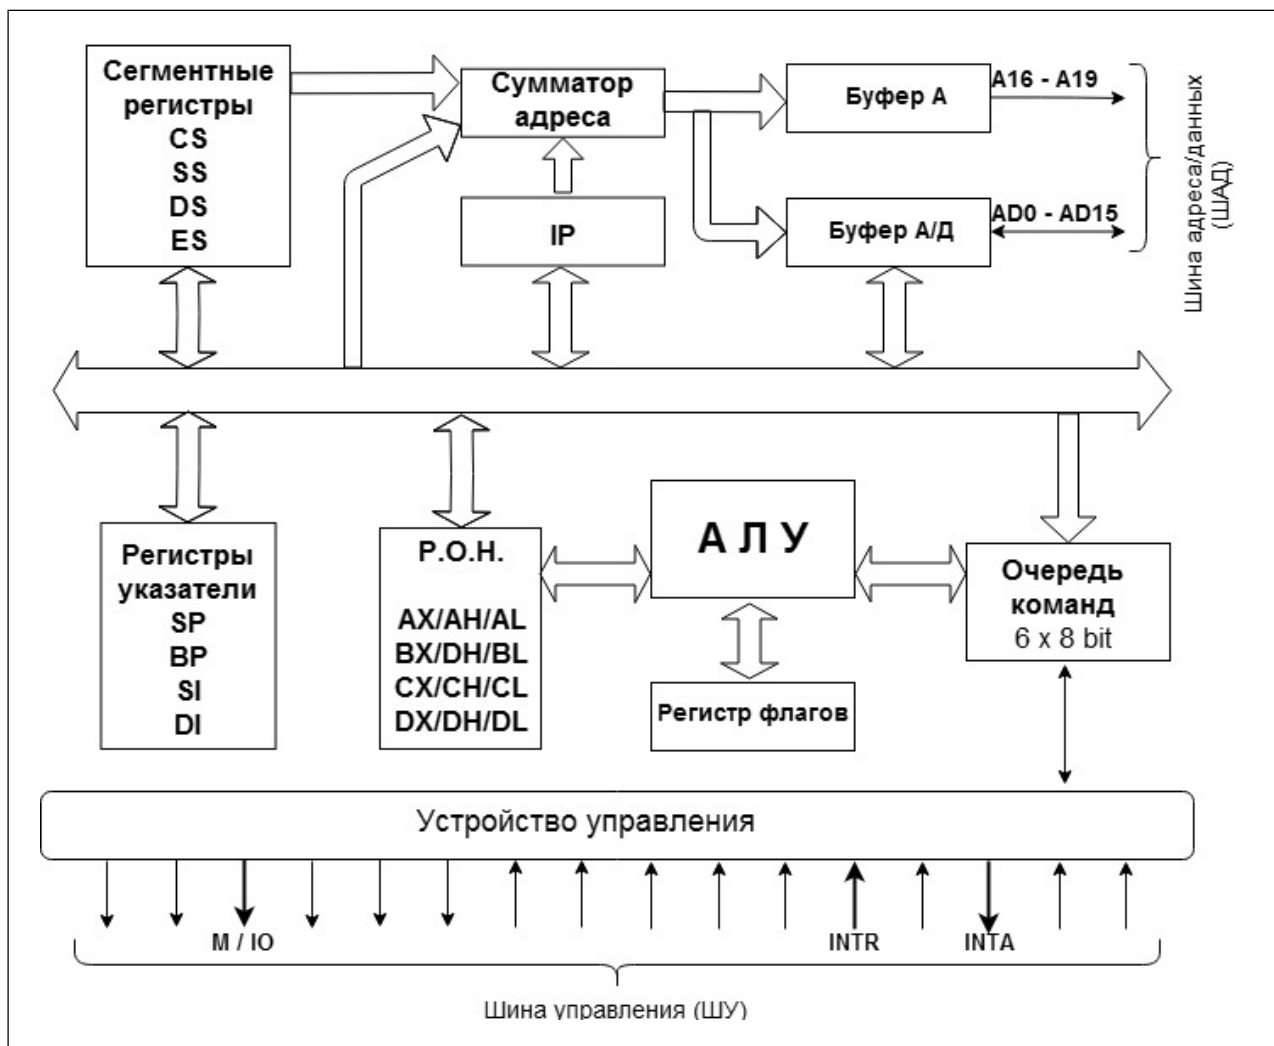 Сегментные
регистры
CS
SS
DS
ES
Сумматор
адреса
IP
Буфер А
A16 - A19
Буфер А/Д
AD0 - AD15
Шина адреса/данных
(ШАД)
Регистры
указатели
SP
BP
SI
DI
Р.О.Н.
AX/AH/AL
BX/DH/BL
CX/CH/CL
DX/DH/DL
А Л У
Регистр флагов
Очередь
команд
6 x 8 bit
Устройство управления
M / IO
INTR
INTA
Шина управления (ШУ)